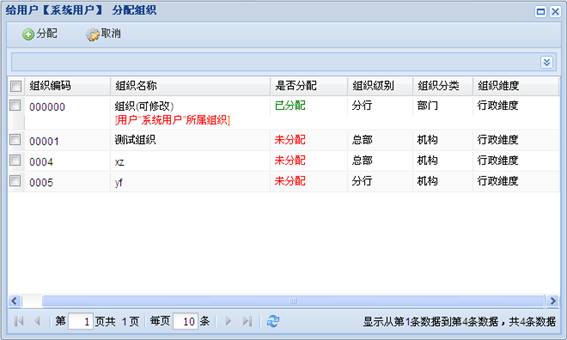 给用户【系统用户】 分配组织
分配 取消
组织编码 组织名称 是否分配 组织级别 组织分类 组织维度
000000 组织(可修改) 已分配 分行 部门 行政维度
[用户"系统用户"所属组织]
00001 测试组织 未分配 总部 机构 行政维度
0004 xz 未分配 总部 机构 行政维度
0005 yf 未分配 分行 机构 行政维度
第 1 页共 1 页 每页 10 条 显示从第1条数据到第4条数据，共4条数据